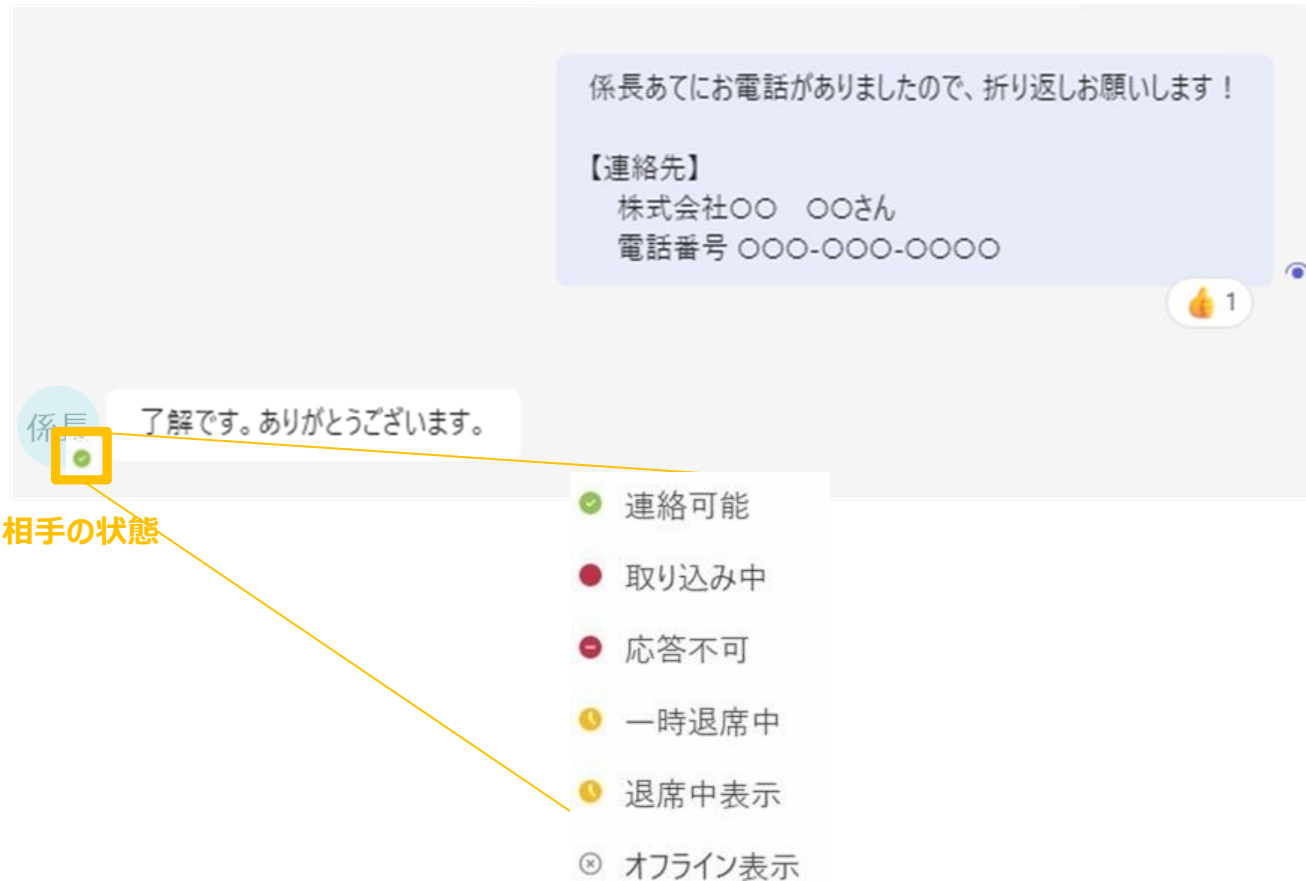 係長あてにお電話がありましたので、折り返しお願いします！
【連絡先】
株式会社〇〇　〇〇さん
電話番号 〇〇〇-〇〇〇-〇〇〇〇
👍 1
係長
了解です。ありがとうございます。
相手の状態
連絡可能
取り込み中
応答不可
一時退席中
退席中表示
オフライン表示